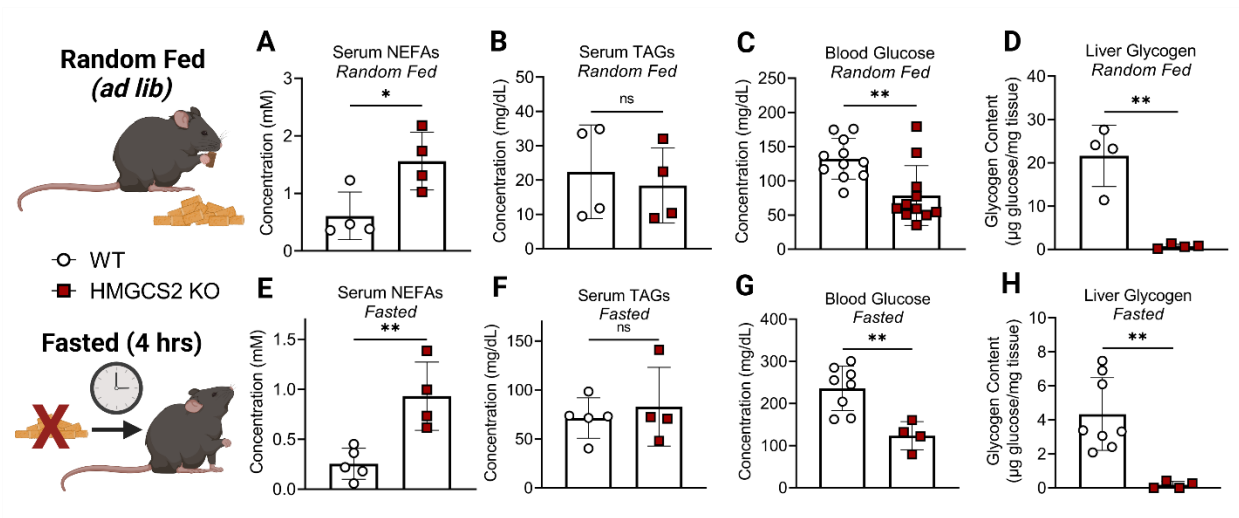 Random Fed
(ad lib)
WT
HMGCS2 KO
Fasted (4 hrs)
X
A
Serum NEFAs
Random Fed
Concentration (mM)
3
2
1
0
*
B
Serum TAGs
Random Fed
Concentration (mg/dL)
50
40
30
20
10
0
ns
C
Blood Glucose
Random Fed
Concentration (mg/dL)
250
200
150
100
50
0
**
D
Liver Glycogen
Random Fed
Glycogen Content
(µg glucose/mg tissue)
40
30
20
10
0
**
E
Serum NEFAs
Fasted
Concentration (mM)
1.5
1.0
0.5
0.0
**
F
Serum TAGs
Fasted
Concentration (mg/dL)
150
100
50
0
ns
G
Blood Glucose
Fasted
Concentration (mg/dL)
400
300
200
100
0
**
H
Liver Glycogen
Fasted
Glycogen Content
(µg glucose/mg tissue)
10
8
6
4
2
0
**